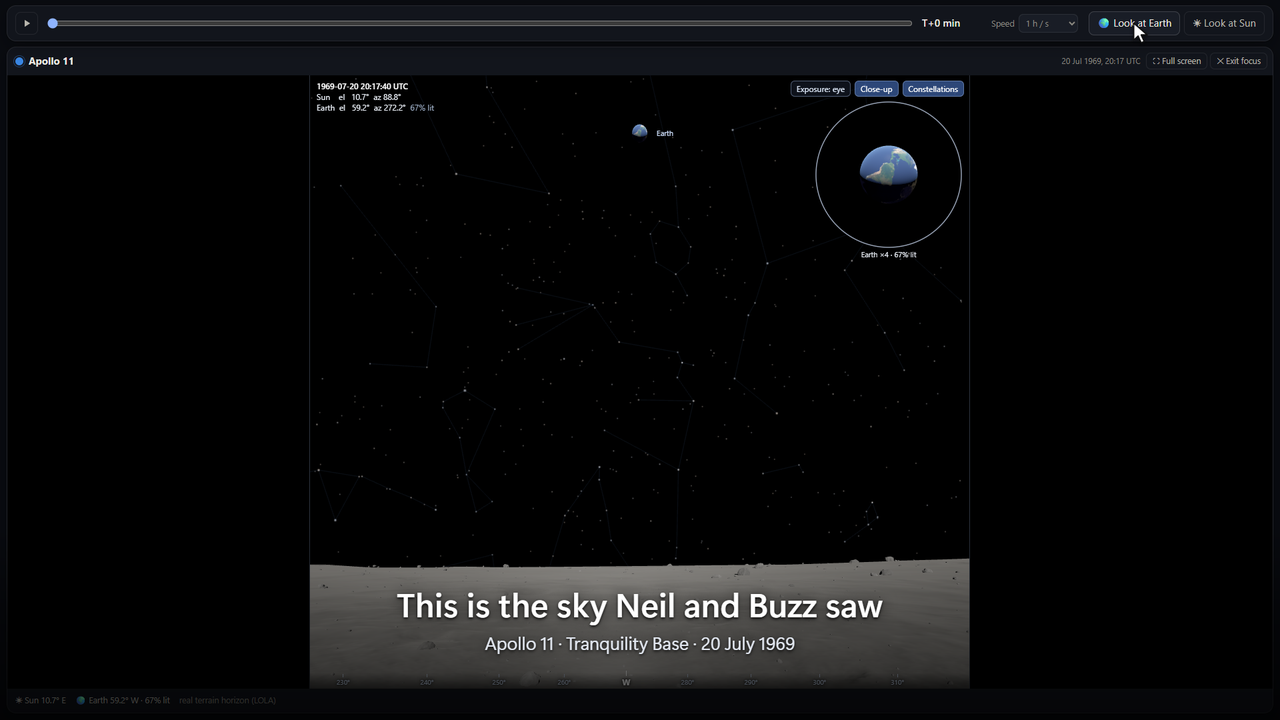 T+0 min
Speed 1 h / s
Look at Earth
Look at Sun
Apollo 11
20 Jul 1969, 20:17 UTC
Full screen
Exit focus
1969-07-20 20:17:40 UTC
Sun el 10.7° az 88.8°
Earth el 59.2° az 272.2° 67% lit
Exposure: eye
Close-up
Constellations
Earth
Earth ×4 · 67% lit
This is the sky Neil and Buzz saw
Apollo 11 · Tranquility Base · 20 July 1969
230° 240° 250° 260° W 280° 290° 300° 310°
Sun 10.7° E Earth 59.2° W · 67% lit real terrain horizon (LOLA)